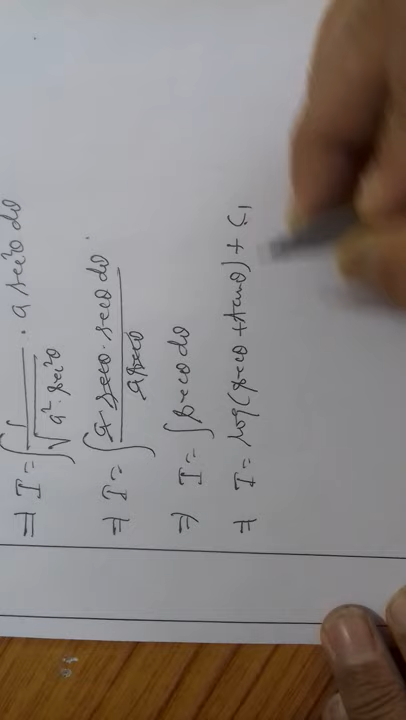 ⇒ I = ∫ 1/√(a² sec²θ) · a sec²θ dθ
⇒ I = ∫ (a secθ · secθ dθ)/(a secθ)
⇒ I = ∫ secθ dθ
⇒ I = log(secθ + tanθ) + C₁